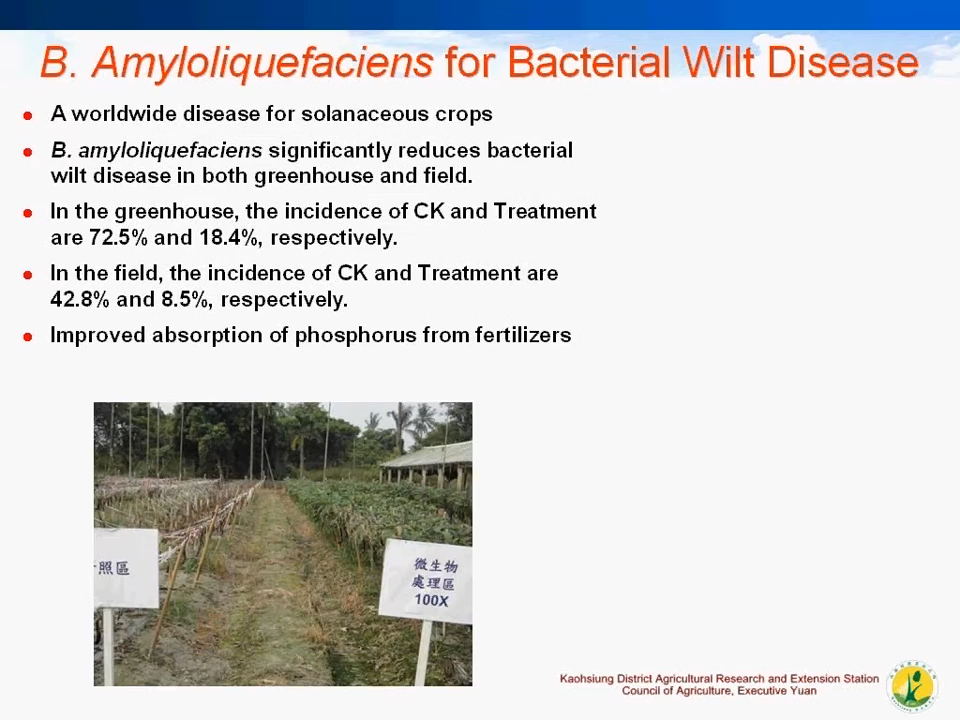 B. Amyloliquefaciens for Bacterial Wilt Disease
A worldwide disease for solanaceous crops
B. amyloliquefaciens significantly reduces bacterial
wilt disease in both greenhouse and field.
In the greenhouse, the incidence of CK and Treatment
are 72.5% and 18.4%, respectively.
In the field, the incidence of CK and Treatment are
42.8% and 8.5%, respectively.
Improved absorption of phosphorus from fertilizers
照區
微生物
處理區
100X
Kaohsiung District Agricultural Research and Extension Station
Council of Agriculture, Executive Yuan